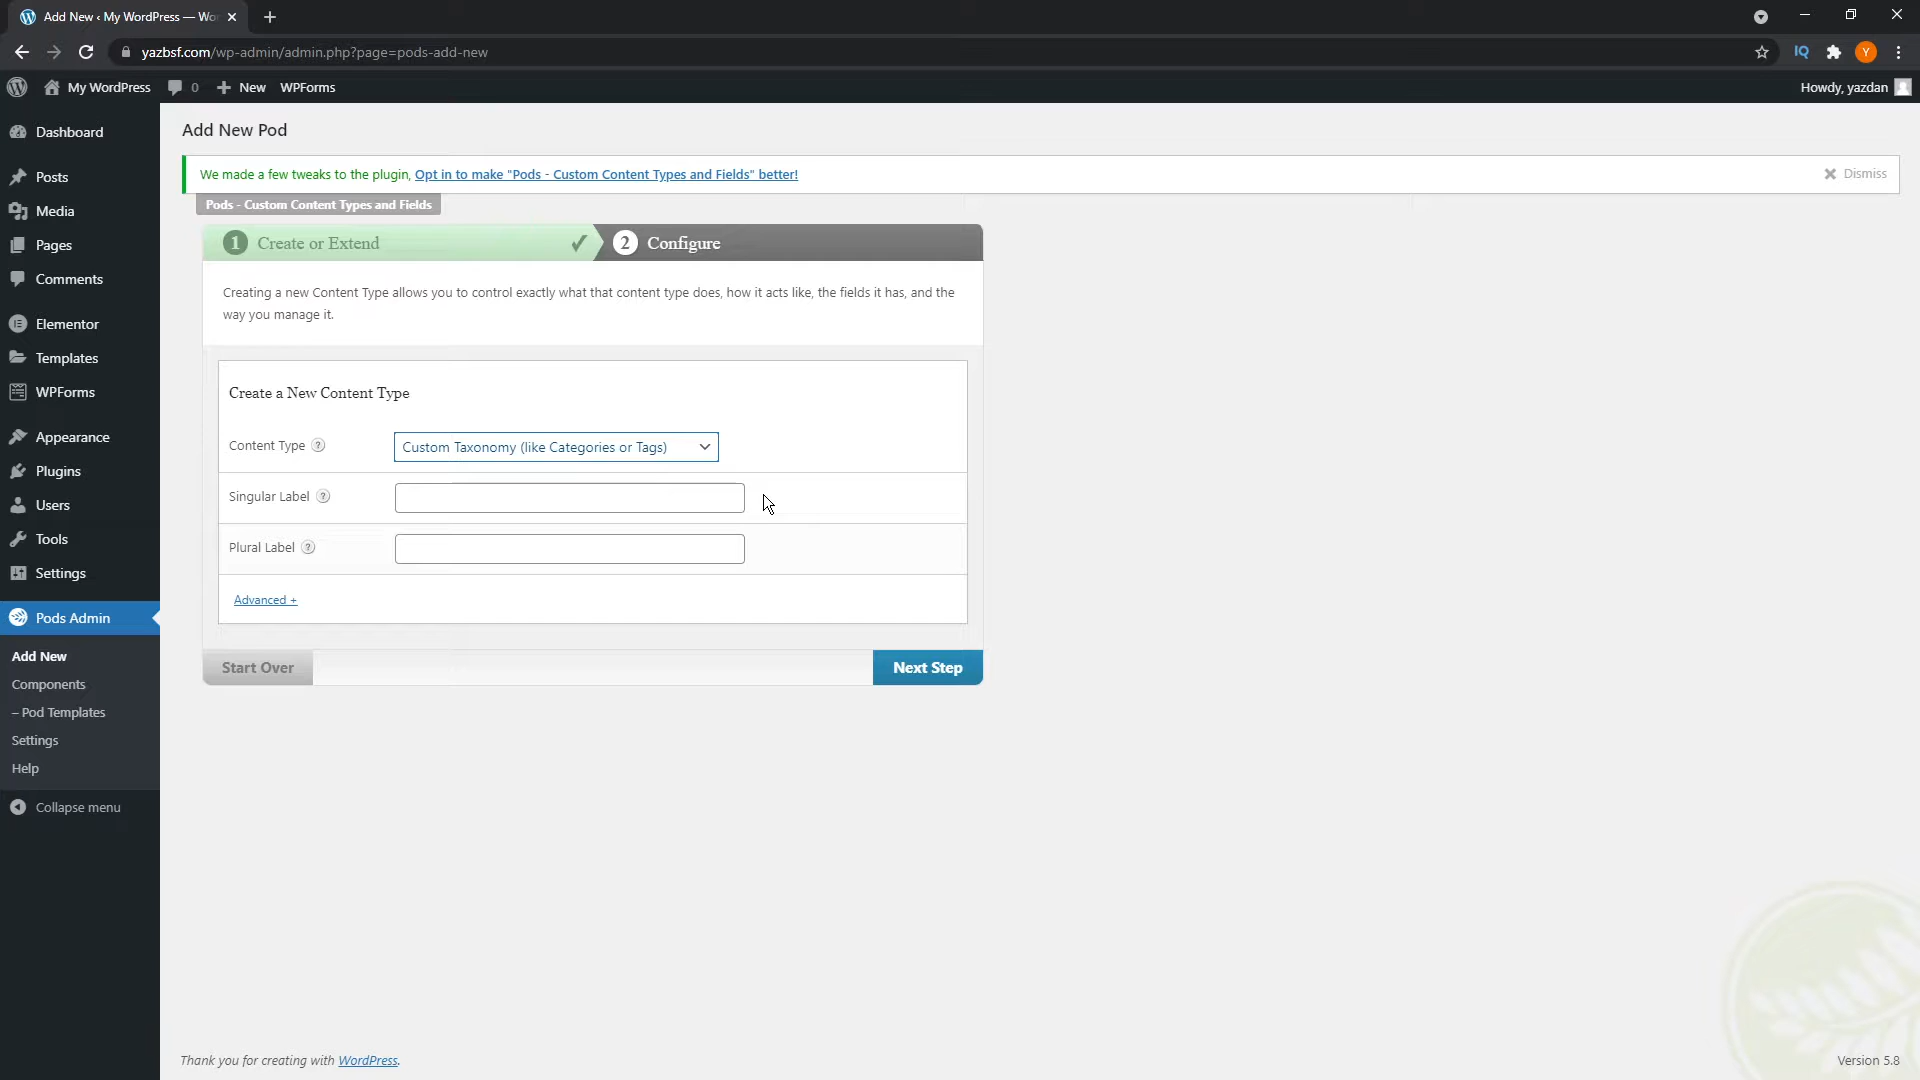 Add New ‹ My WordPress — Wo
yazbsf.com/wp-admin/admin.php?page=pods-add-new
IQ
Y
My WordPress
0
New
WPForms
Howdy, yazdan
Dashboard
Posts
Media
Pages
Comments
Elementor
Templates
WPForms
Appearance
Plugins
Users
Tools
Settings
Pods Admin
Add New
Components
– Pod Templates
Settings
Help
Collapse menu
Add New Pod
We made a few tweaks to the plugin, Opt in to make "Pods - Custom Content Types and Fields" better!
Dismiss
Pods - Custom Content Types and Fields
1 Create or Extend
2 Configure
Creating a new Content Type allows you to control exactly what that content type does, how it acts like, the fields it has, and the
way you manage it.
Create a New Content Type
Content Type ?
Custom Taxonomy (like Categories or Tags)
Singular Label ?
Plural Label ?
Advanced +
Start Over
Next Step
Thank you for creating with WordPress.
Version 5.8